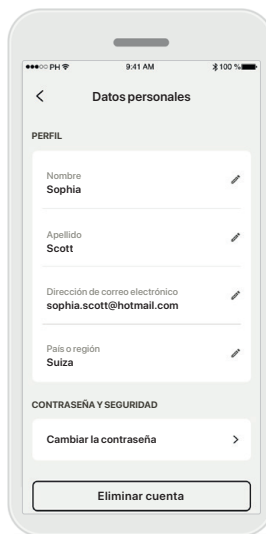 ●●●○○ PH 9:41 AM 100 %
Datos personales
PERFIL
Nombre
Sophia
Apellido
Scott
Dirección de correo electrónico
sophia.scott@hotmail.com
País o región
Suiza
CONTRASEÑA Y SEGURIDAD
Cambiar la contraseña
Eliminar cuenta